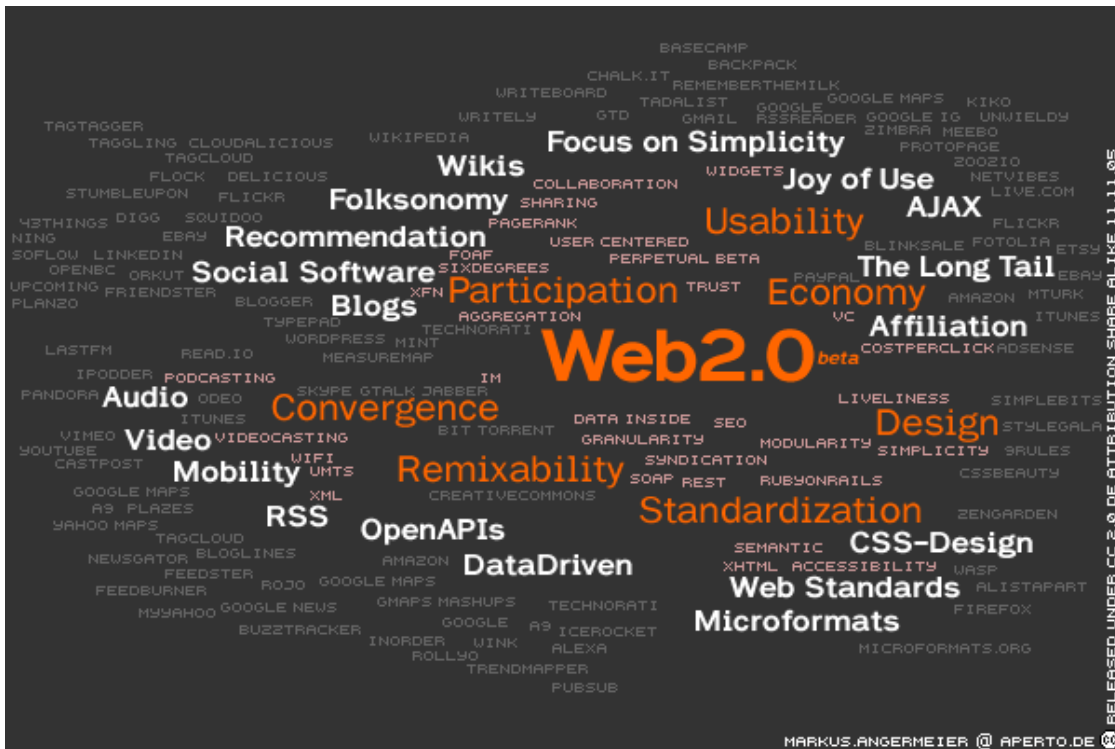 BASECAMP
BACKPACK
CHALK.IT
REMEMBERTHEMILK
WRITEBOARD
TADALIST
GOOGLE
GOOGLE MAPS
KIKO
WRITELY
GTD
GMAIL
RSSREADER
GOOGLE IG
UNWIELDY
TAGTAGGER
TAGGLING
CLOUDALICIOUS
WIKIPEDIA
Focus on Simplicity
ZIMBRA
MEEBO
PROTOPAGE
TAGCLOUD
Wikis
WIDGETS
ZOOZIO
FLOCK
DELICIOUS
COLLABORATION
Joy of Use
NETVIBES
STUMBLEUPON
FLICKR
Folksonomy
SHARING
AJAX
LIVE.COM
43THINGS
DIGG
SQUIDOO
PAGERANK
Usability
FLICKR
NING
EBAY
Recommendation
USER CENTERED
BLINKSALE
FOTOLIA
ETSY
SOFLOW
LINKEDIN
FOAF
PERPETUAL BETA
OPENBC
ORKUT
Social Software
SIXDEGREES
PAYPAL
The Long Tail
EBAY
UPCOMING
FRIENDSTER
XFN
Participation
TRUST
Economy
AMAZON
MTURK
PLANZO
BLOGGER
Blogs
AGGREGATION
VC
ITUNES
TYPEPAD
TECHNORATI
Affiliation
WORDPRESS
MINT
LASTFM
READ.IO
MEASUREMAP
Web2.0
beta
COSTPERCLICK
ADSENSE
IPODDER
PODCASTING
IM
PANDORA
Audio
ODEO
SKYPE
GTALK
JABBER
LIVELINESS
SIMPLEBITS
ITUNES
Convergence
DATA INSIDE
SEO
Design
STYLEGALA
VIMEO
Video
VIDEOCASTING
BIT TORRENT
GRANULARITY
MODULARITY
SIMPLICITY
9RULES
YOUTUBE
CASTPOST
WIFI
SYNDICATION
Mobility
UMTS
Remixability
SOAP
REST
RUBYONRAILS
CSSBEAUTY
GOOGLE MAPS
XML
CREATIVECOMMONS
A9
PLAZES
RSS
Standardization
ZENGARDEN
YAHOO MAPS
OpenAPIs
TAGCLOUD
SEMANTIC
CSS-Design
NEWSGATOR
BLOGLINES
AMAZON
DataDriven
XHTML
ACCESSIBILITY
WASP
FEEDSTER
FEEDBURNER
ROJO
GOOGLE MAPS
Web Standards
ALISTAPART
MYYAHOO
GOOGLE NEWS
GMAPS MASHUPS
TECHNORATI
Microformats
FIREFOX
BUZZTRACKER
GOOGLE
A9
ICEROCKET
INORDER
WINK
ALEXA
MICROFORMATS.ORG
ROLLYO
TRENDMAPPER
PUBSUB
MARKUS.ANGERMEIER @ APERTO.DE
RELEASED UNDER CC 2.0 DE ATTRIBUTION SHARE ALIKE 11.11.05